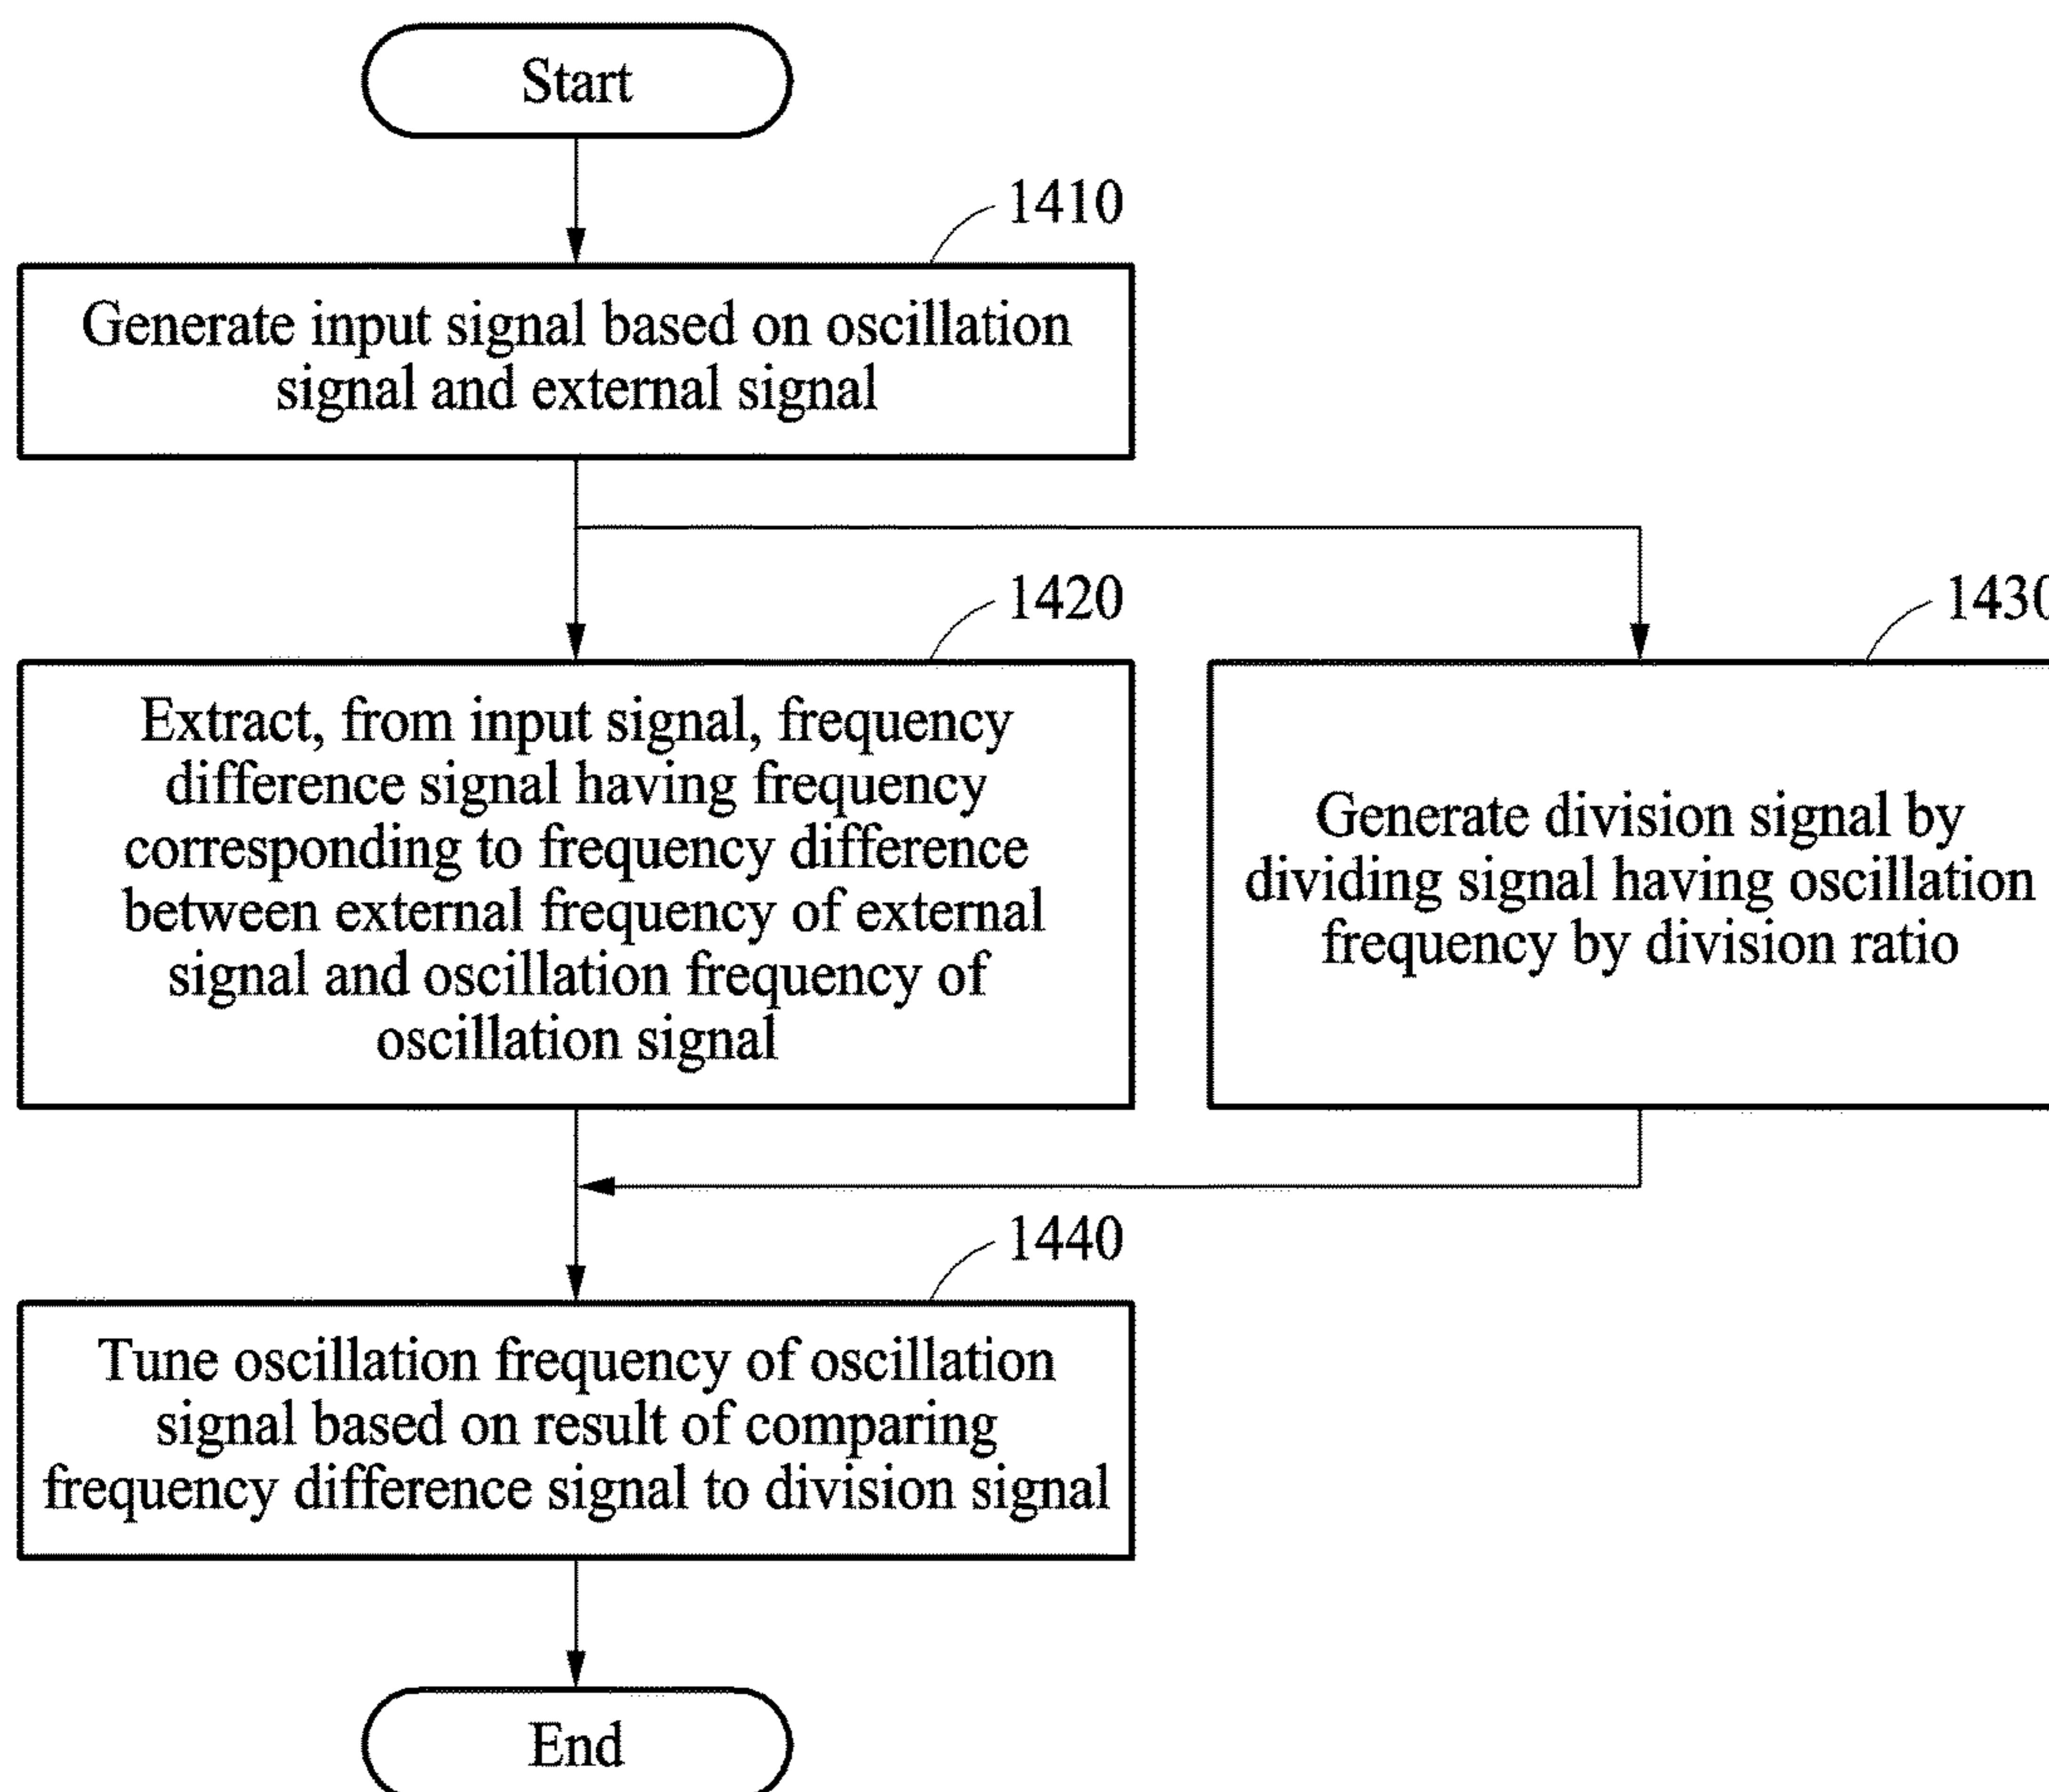 Start
1410
Generate input signal based on oscillation
signal and external signal
1420
Extract, from input signal, frequency
difference signal having frequency
corresponding to frequency difference
between external frequency of external
signal and oscillation frequency of
oscillation signal
1430
Generate division signal by
dividing signal having oscillation
frequency by division ratio
1440
Tune oscillation frequency of oscillation
signal based on result of comparing
frequency difference signal to division signal
End